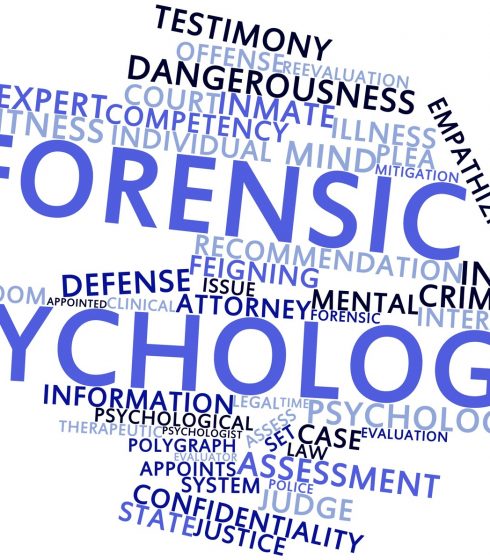 TESTIMONY
OFFENSE REEVALUATION
DANGEROUSNESS
EXPERT COURT INMATE
EMPATHIZ
ITNESS COMPETENCY ILLNESS
INDIVIDUAL MIND PLEA
MITIGATION
FORENSIC
RECOMMENDATION IN
FEIGNING
DEFENSE ISSUE MENTAL CRIM
OOM APPOINTED CLINICAL ATTORNEY FORENSIC INTER
YCHOLOG
INFORMATION LEGAL TIME PSYCHOLO
PSYCHOLOGICAL ASSESS SET CASE EVALUATION
THERAPEUTIC PSYCHOLOGIST
POLYGRAPH EVALUATOR LAW
APPOINTS ASSESSMENT
SYSTEM POLICE
CONFIDENTIALITY JUDGE
STATE JUSTICE